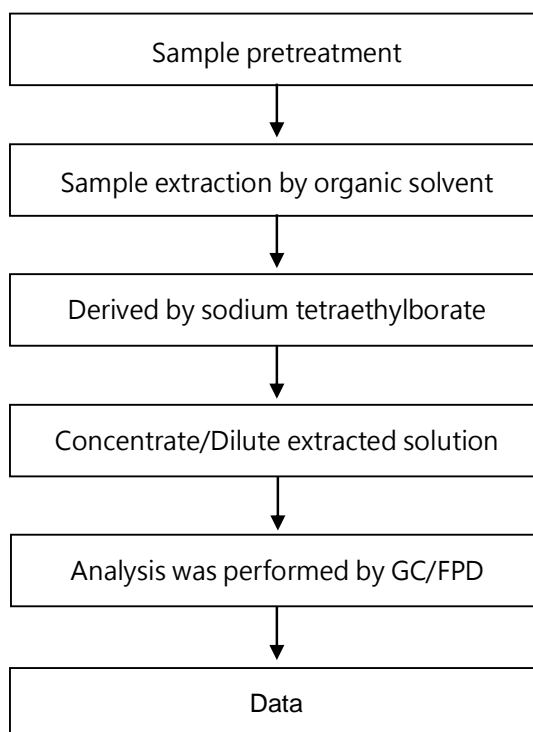 Sample pretreatment
Sample extraction by organic solvent
Derived by sodium tetraethylborate
Concentrate/Dilute extracted solution
Analysis was performed by GC/FPD
Data